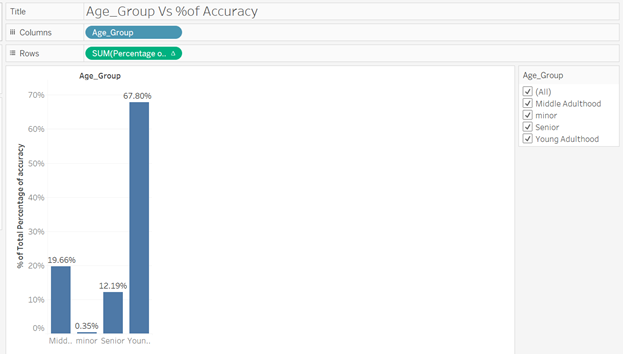 Title
Age_Group Vs %of Accuracy
Columns
Age_Group
Rows
SUM(Percentage o..
Age_Group
% of Total Percentage of accuracy
70%
60%
50%
40%
30%
20%
10%
0%
19.66%
0.35%
12.19%
67.80%
Midd..
minor
Senior
Youn..
Age_Group
(All)
Middle Adulthood
minor
Senior
Young Adulthood